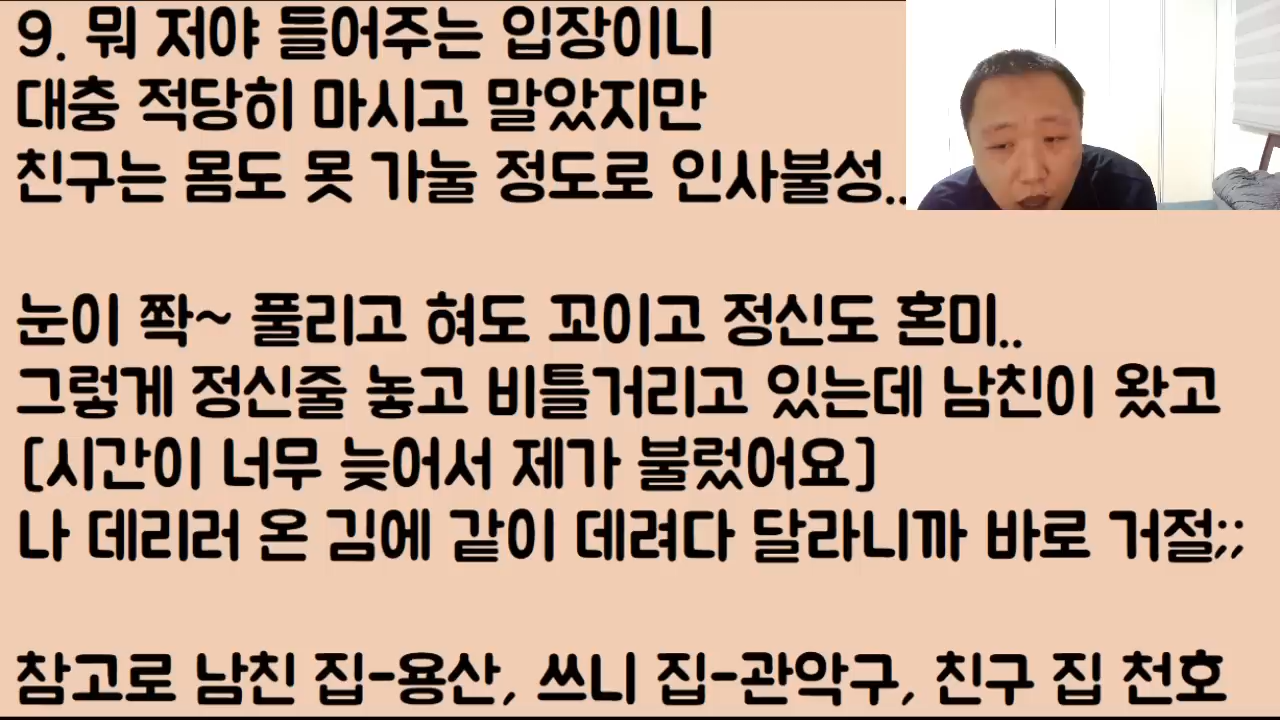 9. 뭐 저야 들어주는 입장이니
대충 적당히 마시고 말았지만
친구는 몸도 못 가눌 정도로 인사불성..
눈이 쫙~ 풀리고 혀도 꼬이고 정신도 혼미..
그렇게 정신줄 놓고 비틀거리고 있는데 남친이 왔고
[시간이 너무 늦어서 제가 불렀어요]
나 데리러 온 김에 같이 데려다 달라니까 바로 거절;;
참고로 남친 집-용산, 쓰니 집-관악구, 친구 집 천호